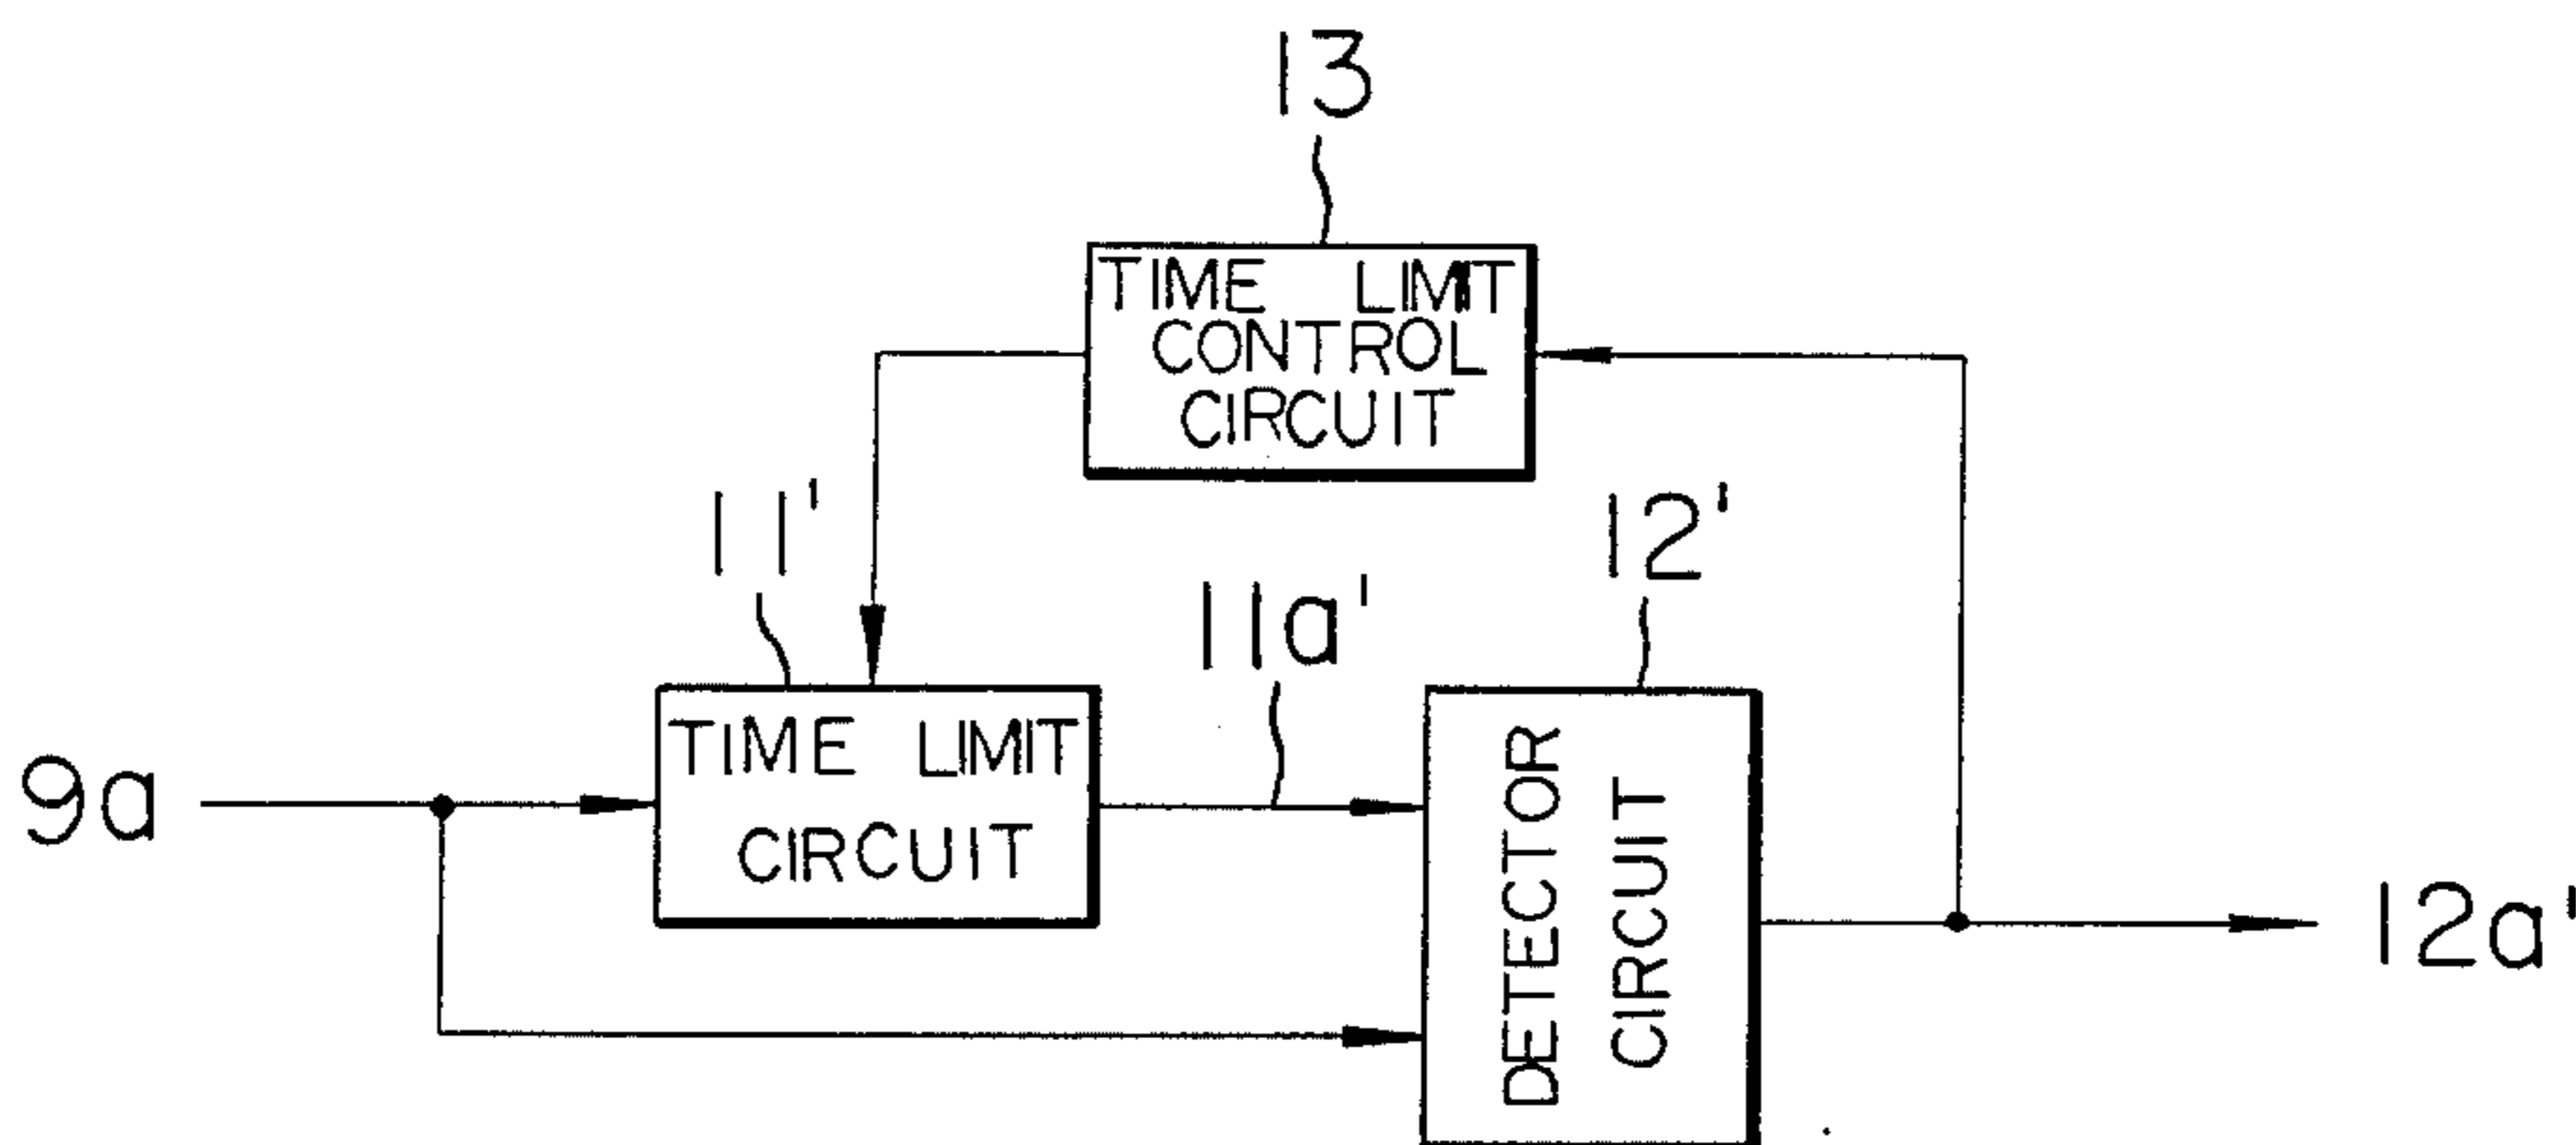 13
TIME LIMIT
CONTROL
CIRCUIT
11'
12'
11a'
TIME LIMIT
CIRCUIT
9a
DETECTOR
CIRCUIT
12a'